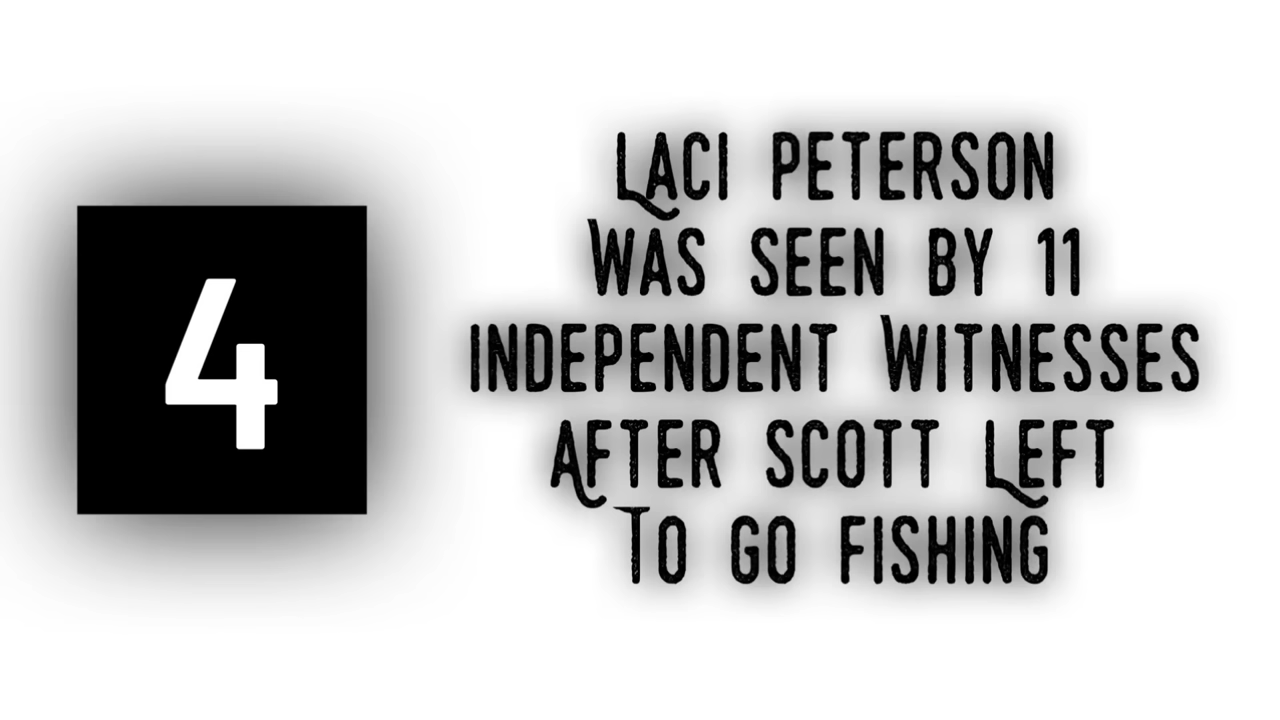 4
LACI PETERSON
WAS SEEN BY 11
INDEPENDENT WITNESSES
AFTER SCOTT LEFT
TO GO FISHING